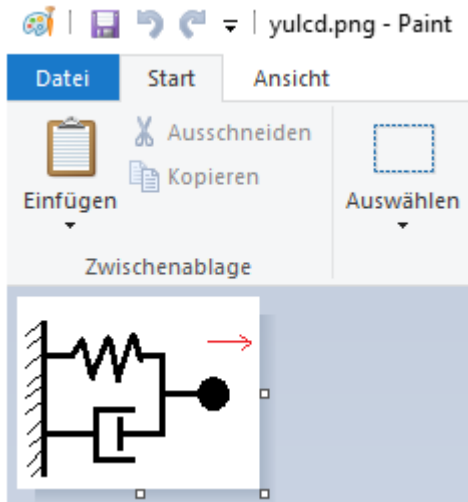 yulcd.png - Paint
Datei Start Ansicht
Ausschneiden
Kopieren
Einfügen
Auswählen
Zwischenablage